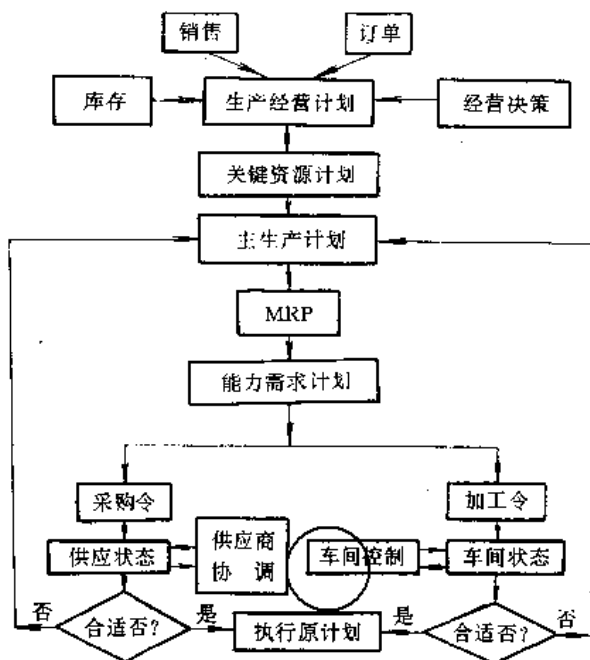 销售
订单
库存
生产经营计划
经营决策
关键资源计划
主生产计划
MRP
能力需求计划
采购令
加工令
供应状态
供应商
协调
车间控制
车间状态
否
合适否?
是
执行原计划
是
合适否?
否